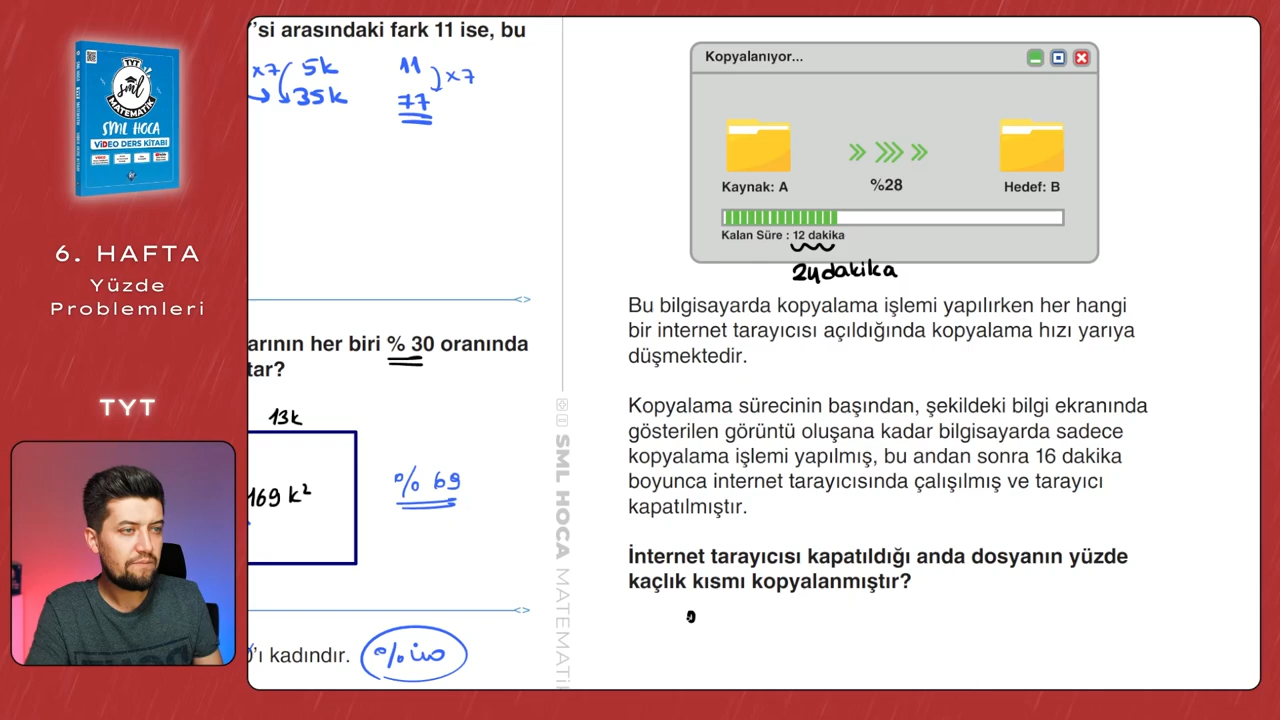 TYT
sml
MATEMATİK
SML HOCA
VİDEO DERS KİTABI
6. HAFTA
Yüzde
Problemleri
TYT
'si arasındaki fark 11 ise, bu
x7 5k 11 x7
35k 77
arının her biri % 30 oranında
tar?
13k
169 k²
% 69
'ı kadındır.
SML HOCA MATEMATİ
Kopyalanıyor...
Kaynak: A
%28
Hedef: B
Kalan Süre : 12 dakika
24 dakika
Bu bilgisayarda kopyalama işlemi yapılırken her hangi
bir internet tarayıcısı açıldığında kopyalama hızı yarıya
düşmektedir.
Kopyalama sürecinin başından, şekildeki bilgi ekranında
gösterilen görüntü oluşana kadar bilgisayarda sadece
kopyalama işlemi yapılmış, bu andan sonra 16 dakika
boyunca internet tarayıcısında çalışılmış ve tarayıcı
kapatılmıştır.
İnternet tarayıcısı kapatıldığı anda dosyanın yüzde
kaçlık kısmı kopyalanmıştır?